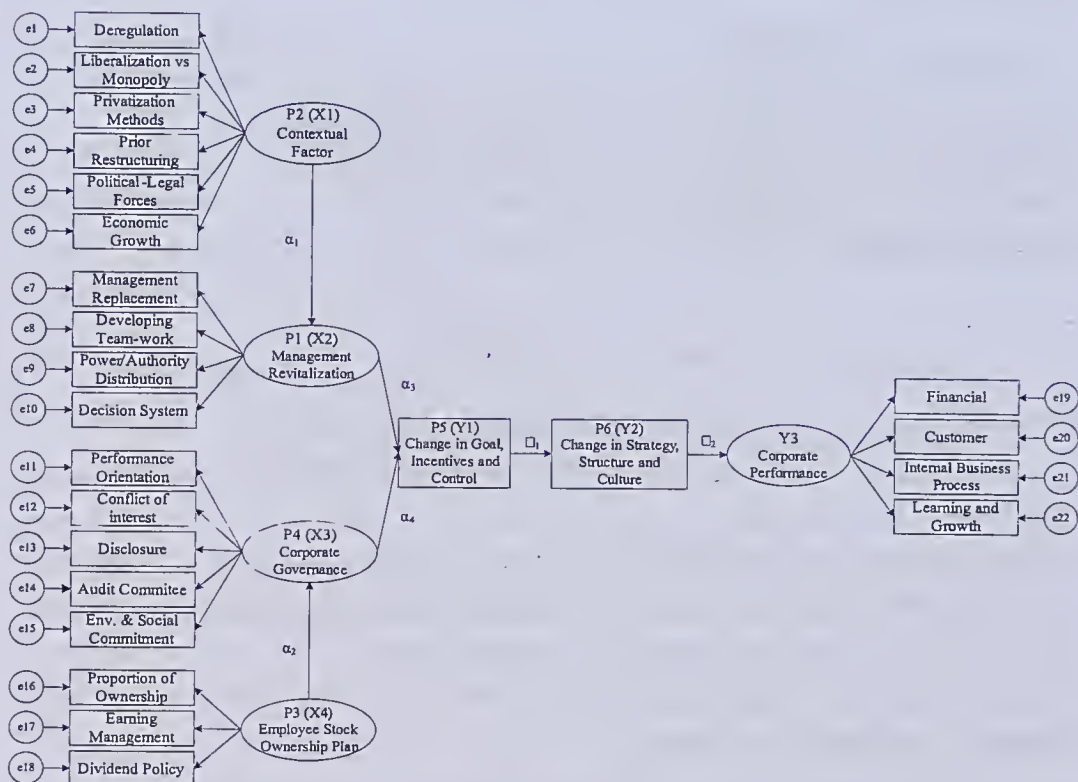 e1
Deregulation
e2
Liberalization vs
Monopoly
e3
Privatization
Methods
e4
Prior
Restructuring
e5
Political-Legal
Forces
e6
Economic
Growth
P2 (X1)
Contextual
Factor
α1
e7
Management
Replacement
e8
Developing
Team-work
e9
Power/Authority
Distribution
e10
Decision System
P1 (X2)
Management
Revitalization
α3
e11
Performance
Orientation
e12
Conflict of
interest
e13
Disclosure
e14
Audit Commitee
e15
Env. & Social
Commitment
P4 (X3)
Corporate
Governance
α4
α2
e16
Proportion of
Ownership
e17
Earning
Management
e18
Dividend Policy
P3 (X4)
Employee Stock
Ownership Plan
P5 (Y1)
Change in Goal,
Incentives and
Control
□1
P6 (Y2)
Change in Strategy,
Structure and
Culture
□2
Y3
Corporate
Performance
Financial
e19
Customer
e20
Internal Business
Process
e21
Learning and
Growth
e22